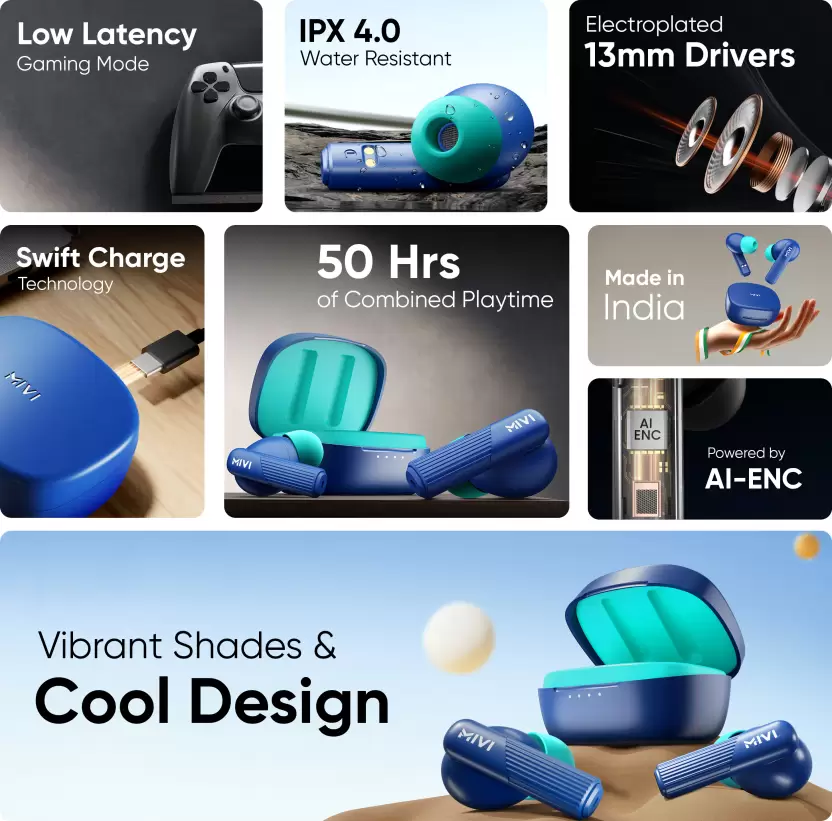 Low Latency
Gaming Mode
IPX 4.0
Water Resistant
Electroplated
13mm Drivers
Swift Charge
Technology
MIVI
50 Hrs
of Combined Playtime
MIVI
MIVI
Made in
India
MIVI
MIVI
AI
ENC
Powered by
AI-ENC
Vibrant Shades &
Cool Design
MIVI
MIVI